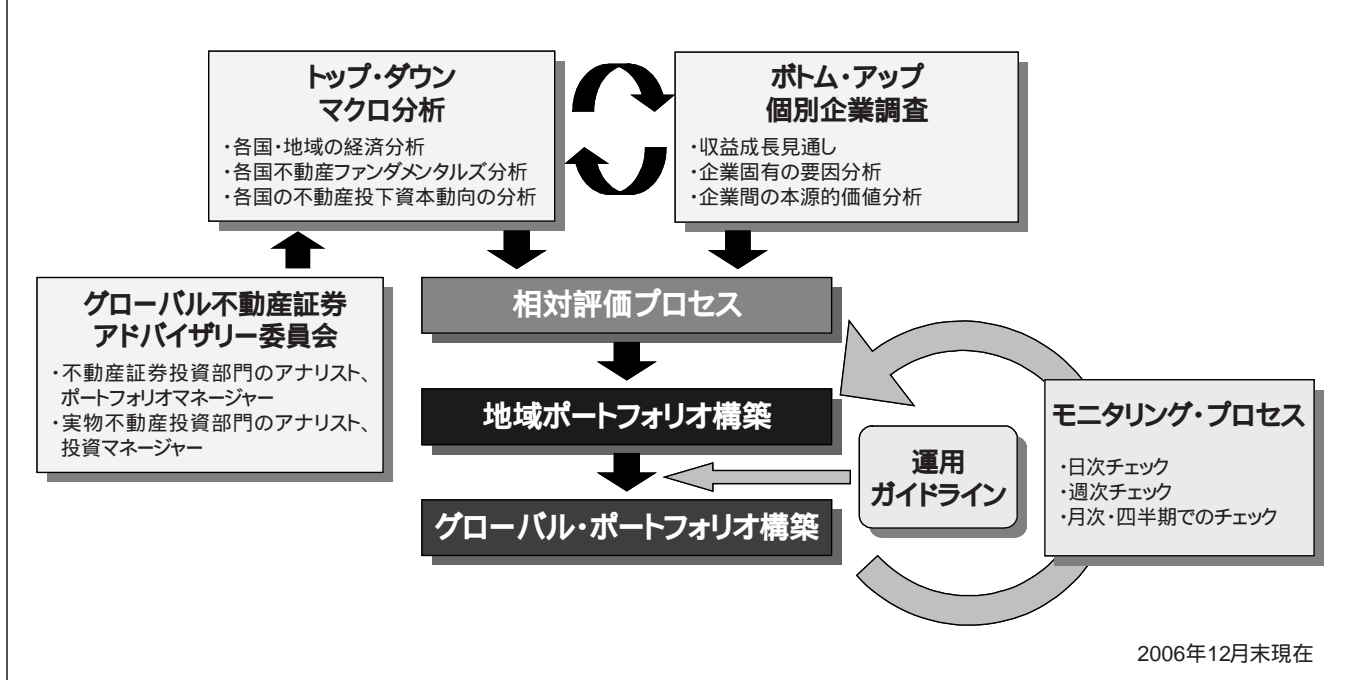 トップ・ダウン
マクロ分析
・各国・地域の経済分析
・各国不動産ファンダメンタルズ分析
・各国の不動産投下資本動向の分析
ボトム・アップ
個別企業調査
・収益成長見通し
・企業固有の要因分析
・企業間の本源的価値分析
グローバル不動産証券
アドバイザリー委員会
・不動産証券投資部門のアナリスト、
ポートフォリオマネージャー
・実物不動産投資部門のアナリスト、
投資マネージャー
相対評価プロセス
地域ポートフォリオ構築
グローバル・ポートフォリオ構築
運用
ガイドライン
モニタリング・プロセス
・日次チェック
・週次チェック
・月次・四半期でのチェック
2006年12月末現在